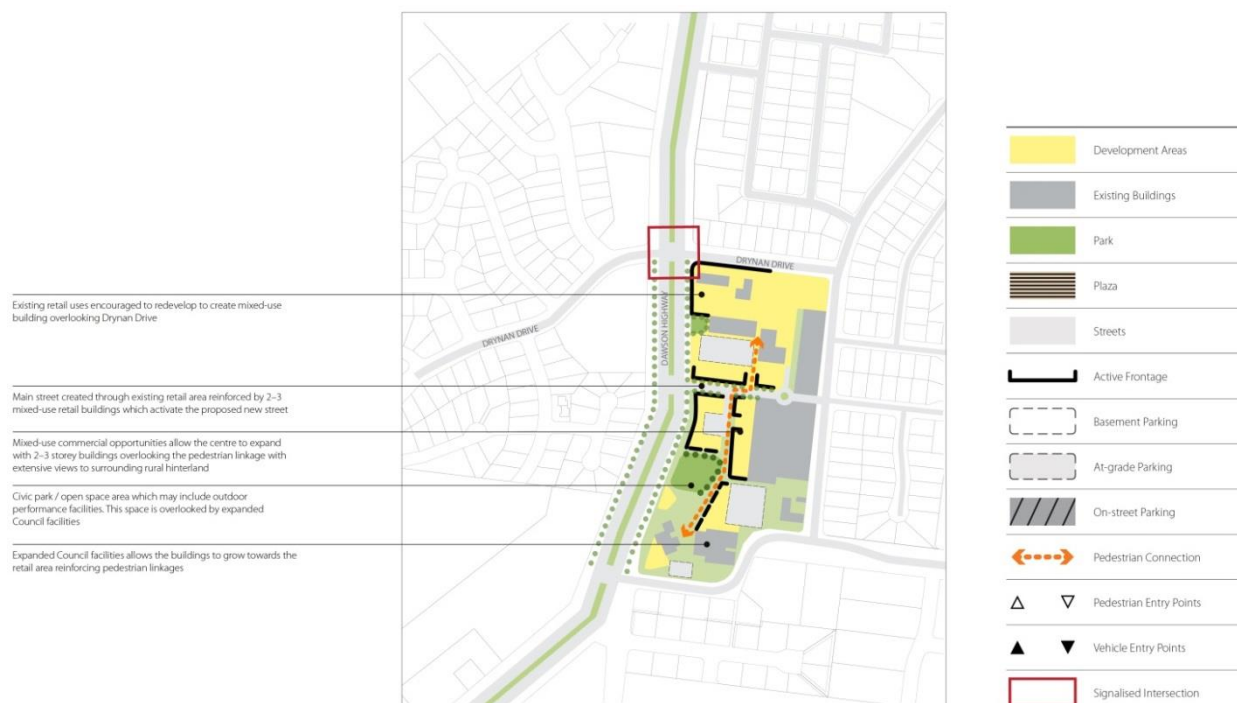 Existing retail uses encouraged to redevelop to create mixed-use
building overlooking Drynan Drive
Main street created through existing retail area reinforced by 2–3
mixed-use retail buildings which activate the proposed new street
Mixed-use commercial opportunities allow the centre to expand
with 2–3 storey buildings overlooking the pedestrian linkage with
extensive views to surrounding rural hinterland
Civic park / open space area which may include outdoor
performance facilities. This space is overlooked by expanded
Council facilities
Expanded Council facilities allows the buildings to grow towards the
retail area reinforcing pedestrian linkages
DRYNAN DRIVE
DAWSON HIGHWAY
DRYNAN DRIVE
Development Areas
Existing Buildings
Park
Plaza
Streets
Active Frontage
Basement Parking
At-grade Parking
On-street Parking
Pedestrian Connection
Pedestrian Entry Points
Vehicle Entry Points
Signalised Intersection